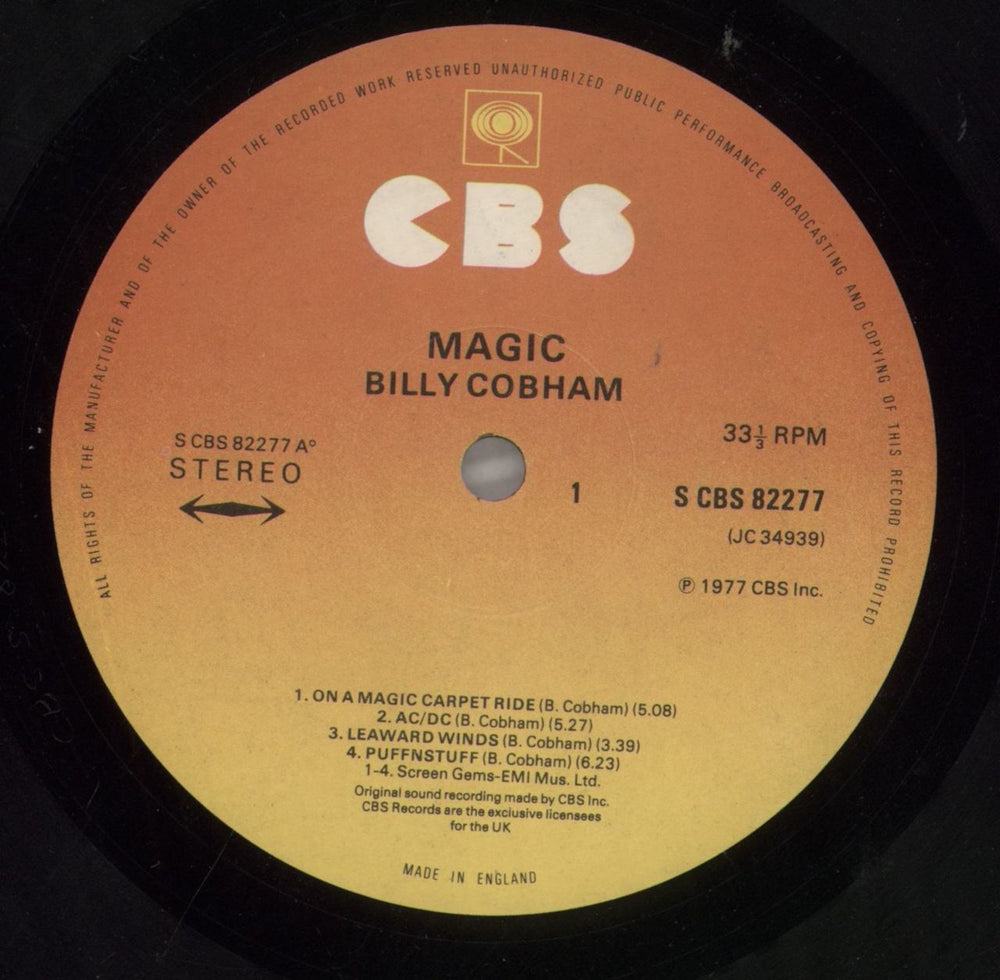 ALL RIGHTS OF THE MANUFACTURER AND OF THE OWNER OF THE RECORDED WORK RESERVED UNAUTHORIZED PUBLIC PERFORMANCE BROADCASTING AND COPYING OF THIS RECORD PROHIBITED
CBS
MAGIC
BILLY COBHAM
S CBS 82277 A°
STEREO
33⅓ RPM
1
S CBS 82277
(JC 34939)
℗ 1977 CBS Inc.
1. ON A MAGIC CARPET RIDE (B. Cobham) (5.08)
2. AC/DC (B. Cobham) (5.27)
3. LEAWARD WINDS (B. Cobham) (3.39)
4. PUFFNSTUFF (B. Cobham) (6.23)
1-4. Screen Gems-EMI Mus. Ltd.
Original sound recording made by CBS Inc.
CBS Records are the exclusive licensees
for the UK
MADE IN ENGLAND